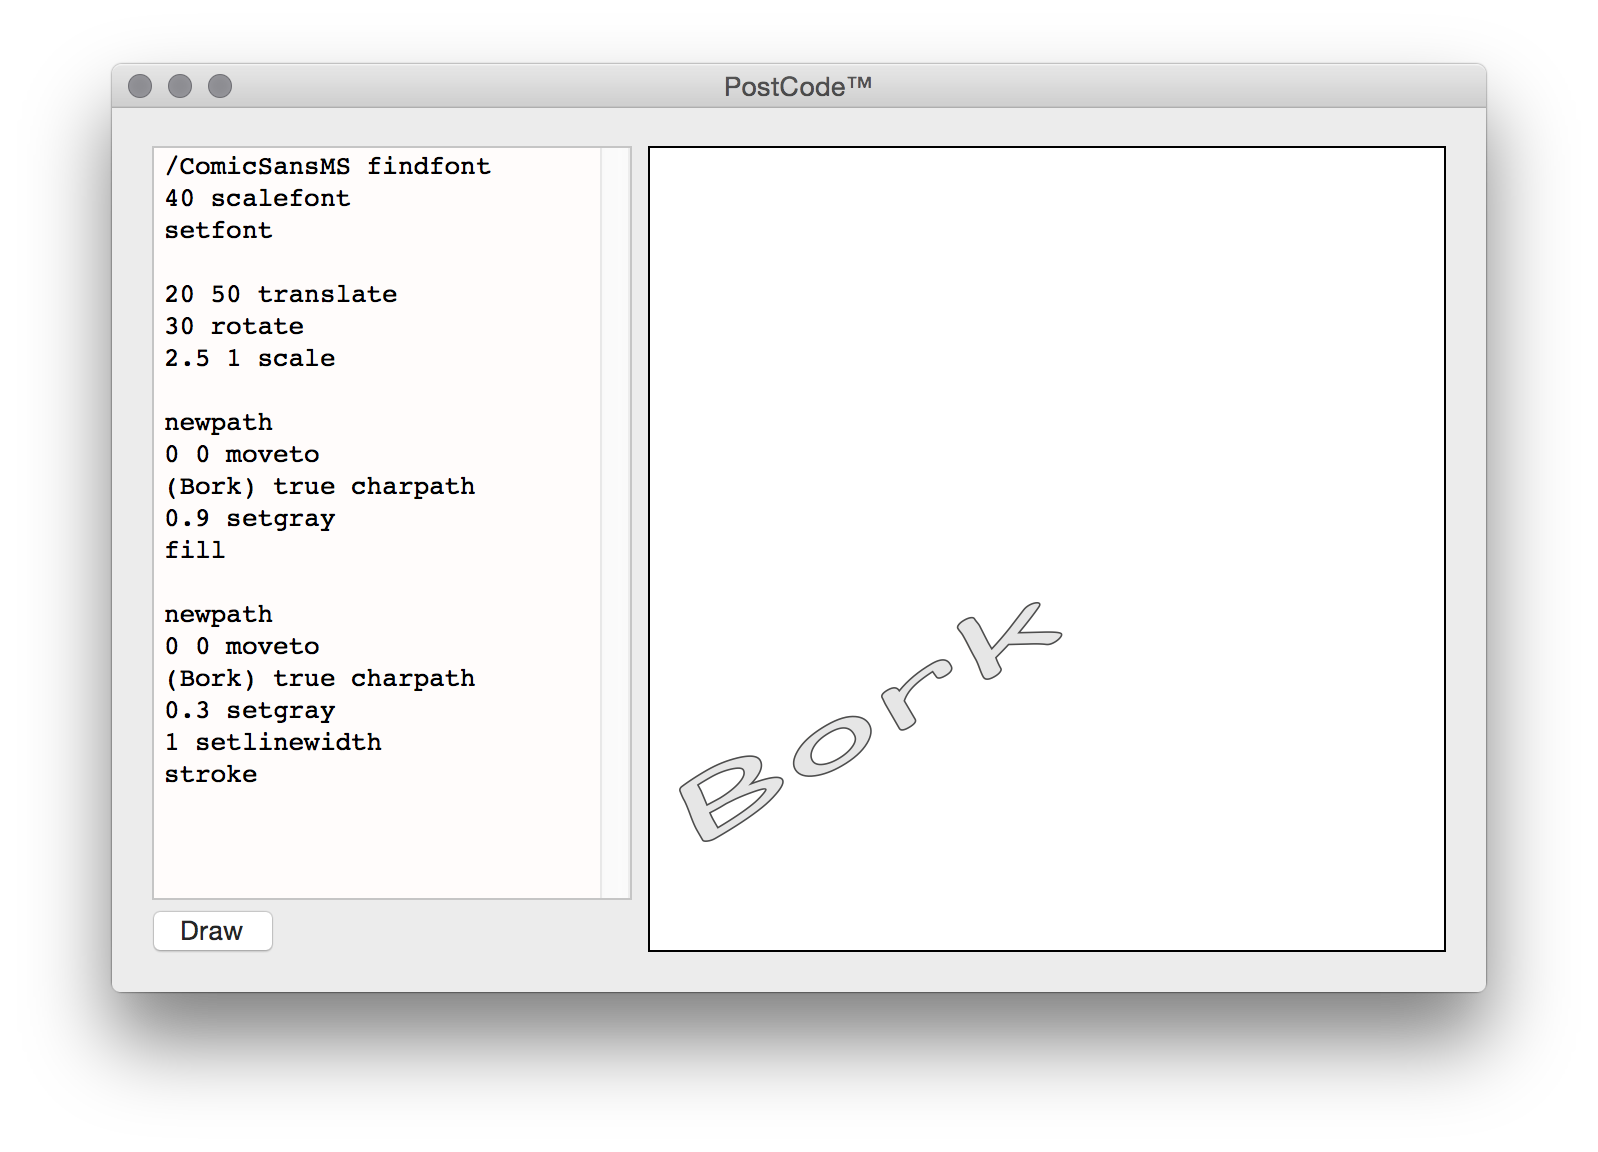 PostCode™
/ComicSansMS findfont
40 scalefont
setfont
20 50 translate
30 rotate
2.5 1 scale
newpath
0 0 moveto
(Bork) true charpath
0.9 setgray
fill
newpath
0 0 moveto
(Bork) true charpath
0.3 setgray
1 setlinewidth
stroke
Draw
Bork